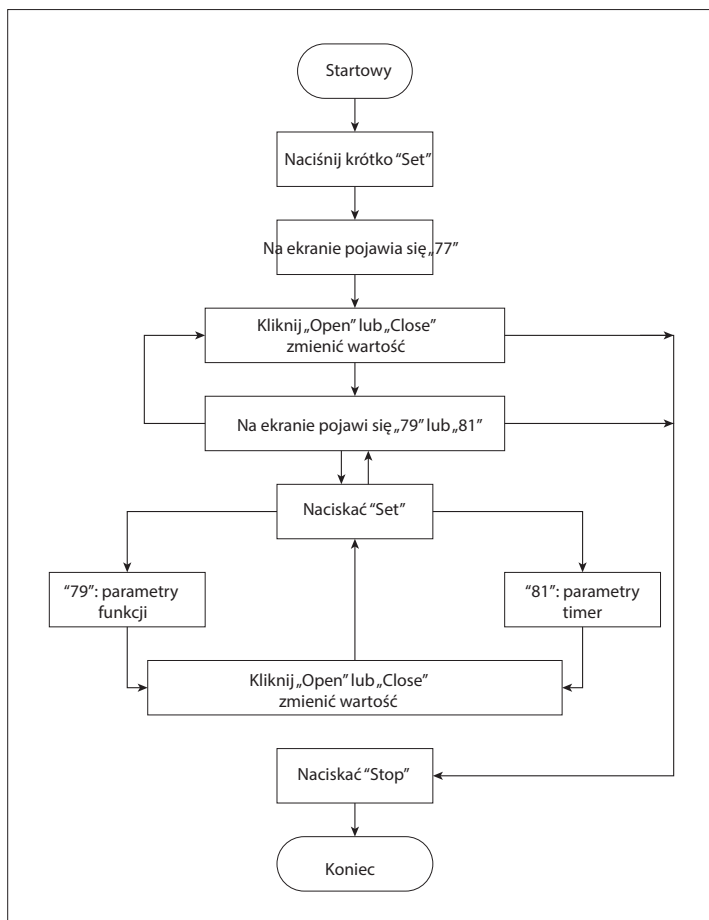 Startowy
Naciśnij krótko “Set”
Na ekranie pojawia się „77”
Kliknij „Open” lub „Close”
zmienić wartość
Na ekranie pojawi się „79” lub „81”
Naciskać “Set”
“79”: parametry
funkcji
“81”: parametry
timer
Kliknij „Open” lub „Close”
zmienić wartość
Naciskać “Stop”
Koniec